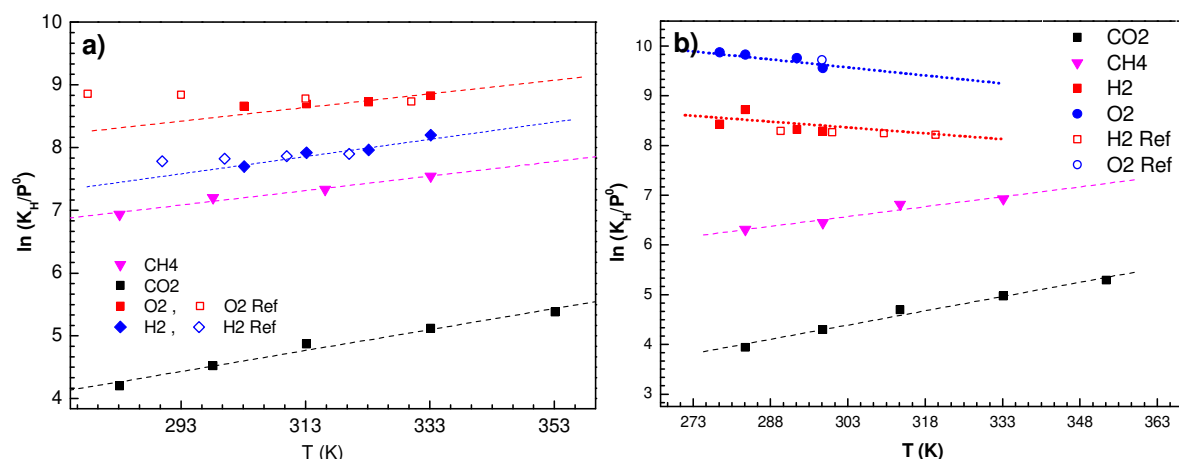 a)
ln (K_H/P^0)
10
9
8
7
6
5
4
CH4
CO2
O2 , O2 Ref
H2 , H2 Ref
293 313 333 353
T (K)
b)
ln (K_H/P^0)
10
9
8
7
6
5
4
3
CO2
CH4
H2
O2
H2 Ref
O2 Ref
273 288 303 318 333 348 363
T (K)